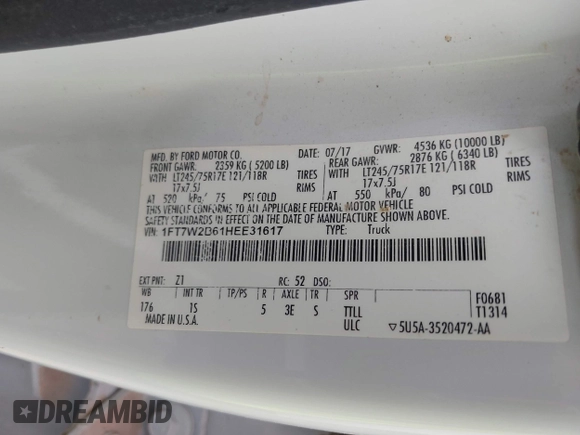 MFD. BY FORD MOTOR CO.
07/17
GVWR: 4536 KG (10000 LB)
FRONT GAWR: 2359 KG ( 5200 LB)
REAR GAWR: 2876 KG ( 6340 LB)
WITH LT245/75R17E 121/118R TIRES
WITH LT245/75R17E 121/118R TIRES
17x7.5J RIMS
17x7.5J RIMS
AT 520 kPa/ 75 PSI COLD
AT 550 kPa/ 80 PSI COLD
THIS VEHICLE CONFORMS TO ALL APPLICABLE FEDERAL MOTOR VEHICLE
SAFETY STANDARDS IN EFFECT ON THE DATE OF MANUFACTURE SHOWN ABOVE.
VIN: 1FT7W2B61HEE31617
TYPE: Truck
EXT PNT: Z1 RC: 52 DSO:
WB INT TR TP/PS R AXLE TR SPR F0681
176 1S 5 3E S TTLL T1314
MADE IN U.S.A. ULC ▽5U5A-3520472-AA
DREAMBID